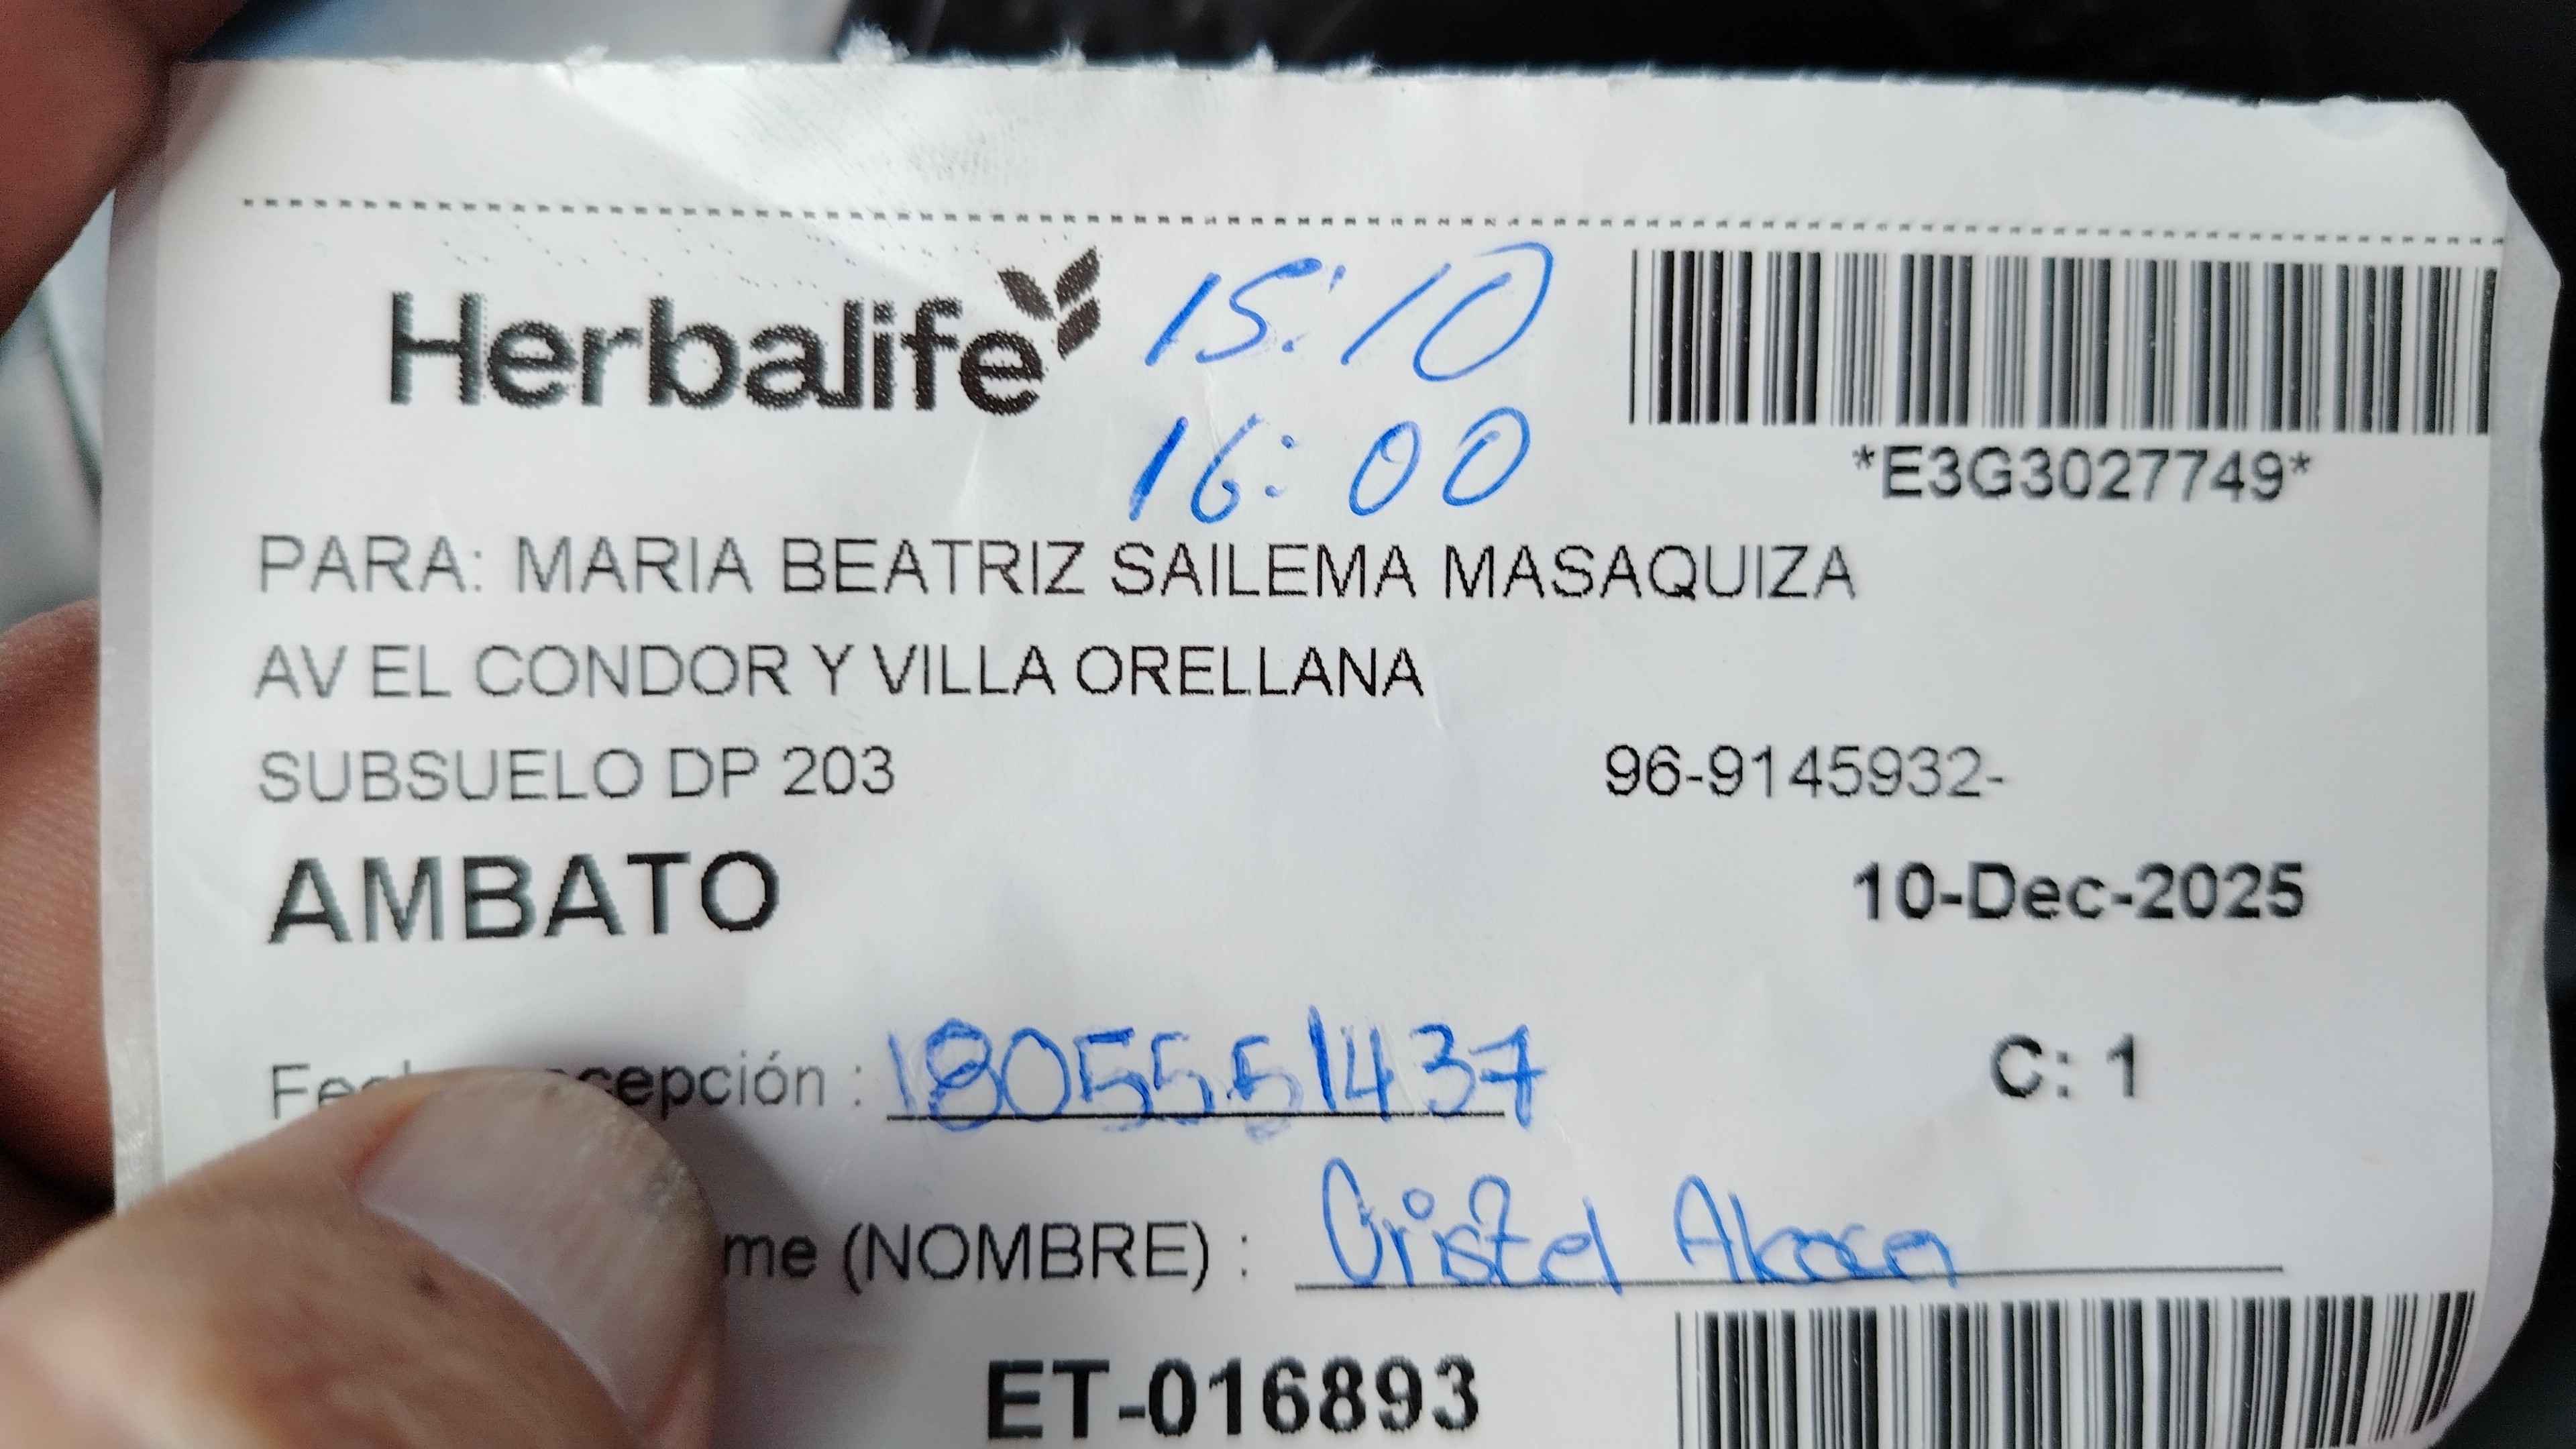 Herbalife
15:10
16:00
*E3G3027749*
PARA: MARIA BEATRIZ SAILEMA MASAQUIZA
AV EL CONDOR Y VILLA ORELLANA
SUBSUELO DP 203 96-9145932-
AMBATO 10-Dec-2025
cepción : 1805551437 C: 1
me (NOMBRE) : Cristel
ET-016893